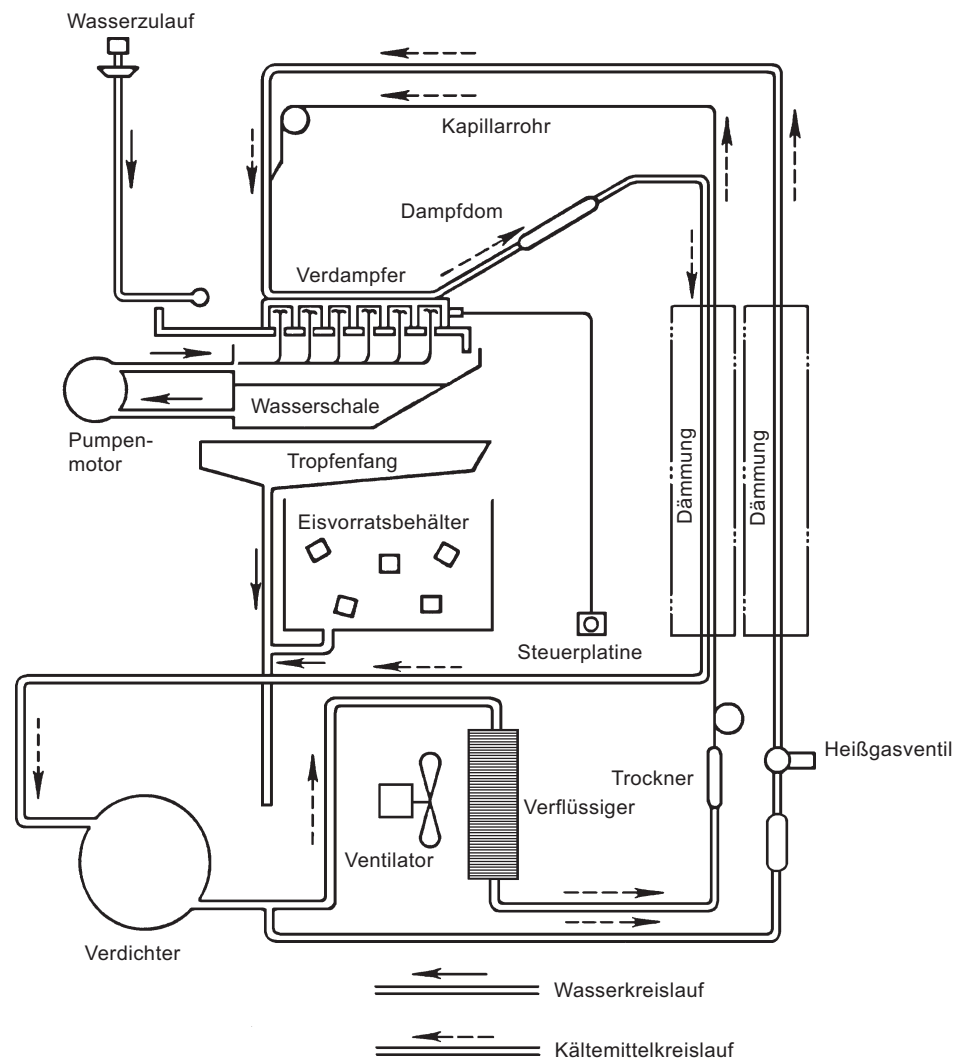 Wasserzulauf
Kapillarrohr
Dampfdom
Verdampfer
Wasserschale
Pumpen-
motor
Tropfenfang
Dämmung
Dämmung
Eisvorratsbehälter
Steuerplatine
Heißgasventil
Trockner
Verflüssiger
Ventilator
Verdichter
Wasserkreislauf
Kältemittelkreislauf